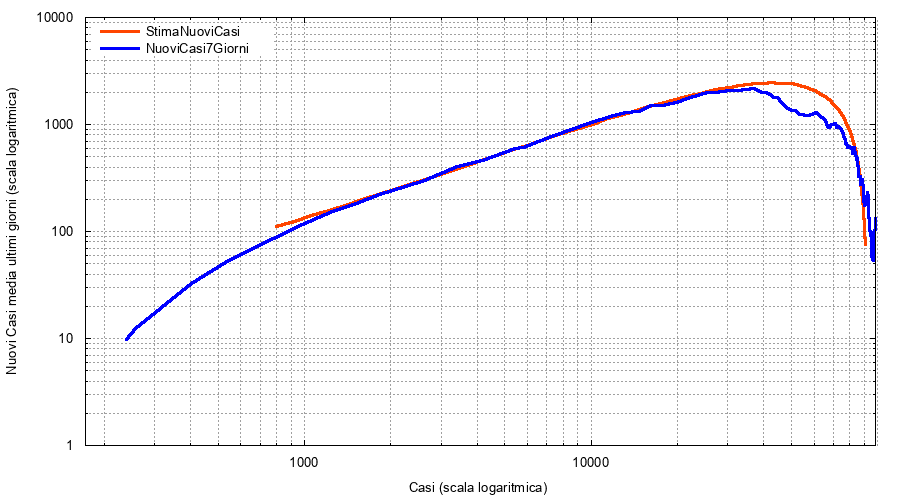 10000
1000
100
10
1
StimaNuoviCasi
NuoviCasi7Giorni
Nuovi Casi media ultimi giorni (scala logaritmica)
1000
10000
Casi (scala logaritmica)